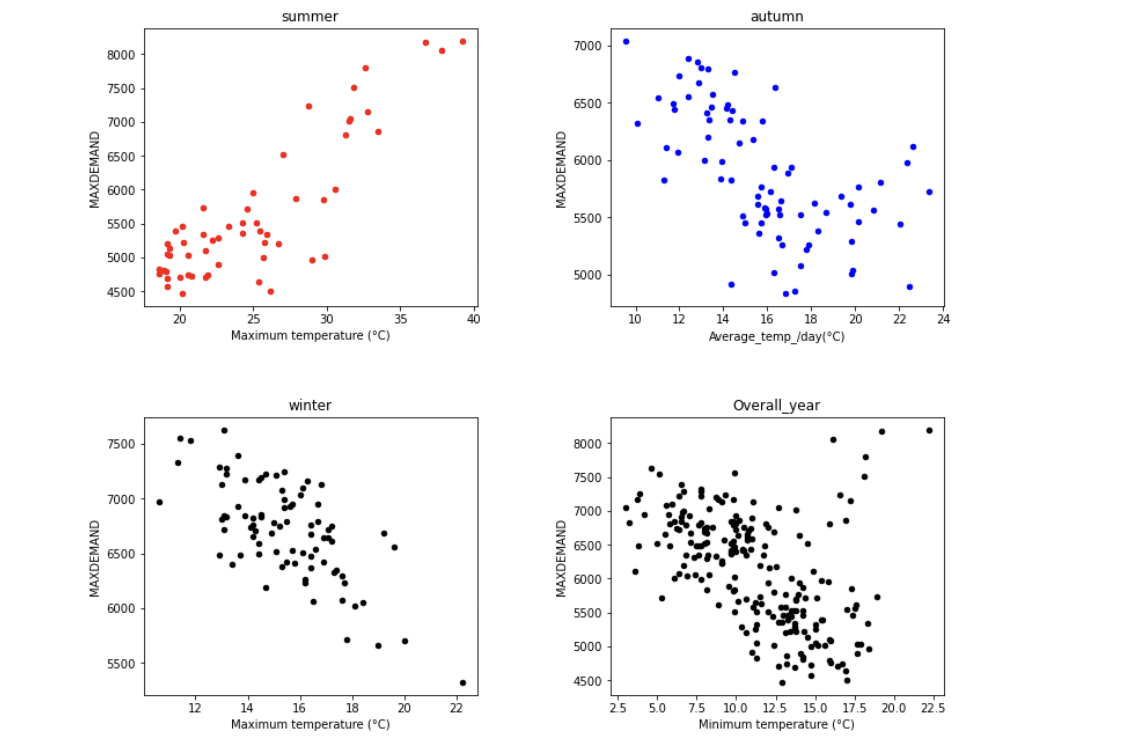 summer
MAXDEMAND
8000
7500
7000
6500
6000
5500
5000
4500
20 25 30 35 40
Maximum temperature (°C)
autumn
MAXDEMAND
7000
6500
6000
5500
5000
10 12 14 16 18 20 22 24
Average_temp_/day(°C)
winter
MAXDEMAND
7500
7000
6500
6000
5500
12 14 16 18 20 22
Maximum temperature (°C)
Overall_year
MAXDEMAND
8000
7500
7000
6500
6000
5500
5000
4500
2.5 5.0 7.5 10.0 12.5 15.0 17.5 20.0 22.5
Minimum temperature (°C)